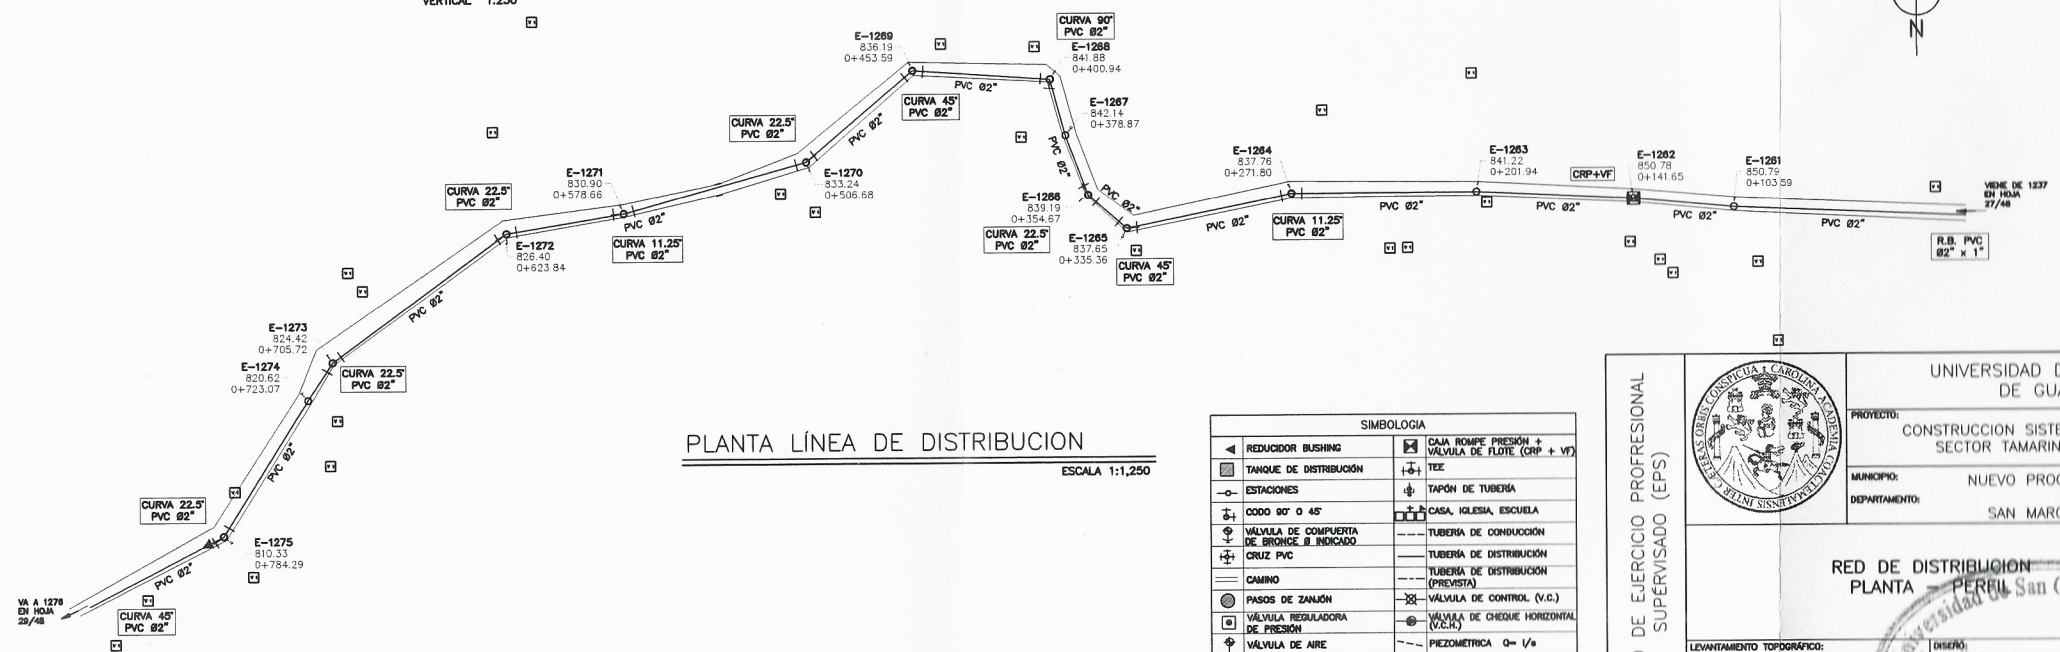 VERTICAL 1:250
CURVA 90°
PVC Ø2"
E-1269
836.19
0+453.59
E-1268
841.88
0+400.94
N
PVC Ø2"
CURVA 45°
PVC Ø2"
E-1267
842.14
0+378.87
CURVA 22.5°
PVC Ø2"
PVC Ø2"
PVC Ø2"
E-1264
837.76
0+271.80
E-1263
841.22
0+201.94
E-1262
850.78
0+141.65
CRP+VF
E-1261
850.79
0+103.59
E-1271
830.90
0+578.66
E-1270
833.24
0+506.68
CURVA 22.5°
PVC Ø2"
PVC Ø2"
E-1266
839.19
0+354.67
VIENE DE 1237
EN HOJA
27/48
PVC Ø2"
PVC Ø2"
PVC Ø2"
PVC Ø2"
PVC Ø2"
PVC Ø2"
CURVA 11.25°
PVC Ø2"
CURVA 22.5°
PVC Ø2"
E-1265
837.65
0+335.36
CURVA 11.25°
PVC Ø2"
E-1272
826.40
0+623.84
CURVA 45°
PVC Ø2"
R.B. PVC
Ø2" x 1"
PVC Ø2"
E-1273
824.42
0+705.72
E-1274
820.62
0+723.07
CURVA 22.5°
PVC Ø2"
PVC Ø2"
CURVA 22.5°
PVC Ø2"
E-1275
810.33
0+784.29
PVC Ø2"
VA A 1276
EN HOJA
29/48
CURVA 45°
PVC Ø2"
PLANTA LÍNEA DE DISTRIBUCION
ESCALA 1:1,250
SIMBOLOGIA
REDUCIDOR BUSHING
CAJA ROMPE PRESIÓN +
VÁLVULA DE FLOTE (CRP + VF)
TANQUE DE DISTRIBUCIÓN
TEE
ESTACIONES
TAPÓN DE TUBERÍA
CODO 90° O 45°
CASA, IGLESIA, ESCUELA
VÁLVULA DE COMPUERTA
DE BRONCE Ø INDICADO
TUBERÍA DE CONDUCCIÓN
CRUZ PVC
TUBERÍA DE DISTRIBUCIÓN
CAMINO
TUBERÍA DE DISTRIBUCIÓN
(PREVISTA)
PASOS DE ZANJÓN
VÁLVULA DE CONTROL (V.C.)
VÁLVULA REGULADORA
DE PRESIÓN
VÁLVULA DE CHEQUE HORIZONTAL
(V.C.H.)
VÁLVULA DE AIRE
PIEZOMÉTRICA Q= l/s
DE EJERCICIO PROFRESIONAL
SUPERVISADO (EPS)
CAROLINA ACADEMIA COACTEMALENSIS INTER CÆTERAS ORBIS CONSPICUA
UNIVERSIDAD D
DE GUA
PROYECTO:
CONSTRUCCION SISTE
SECTOR TAMARIN
MUNICIPIO:
NUEVO PROG
DEPARTAMENTO:
SAN MARC
RED DE DISTRIBUCION
PLANTA - PERFIL
versidad de San C
LEVANTAMIENTO TOPOGRÁFICO:
DISEÑO: